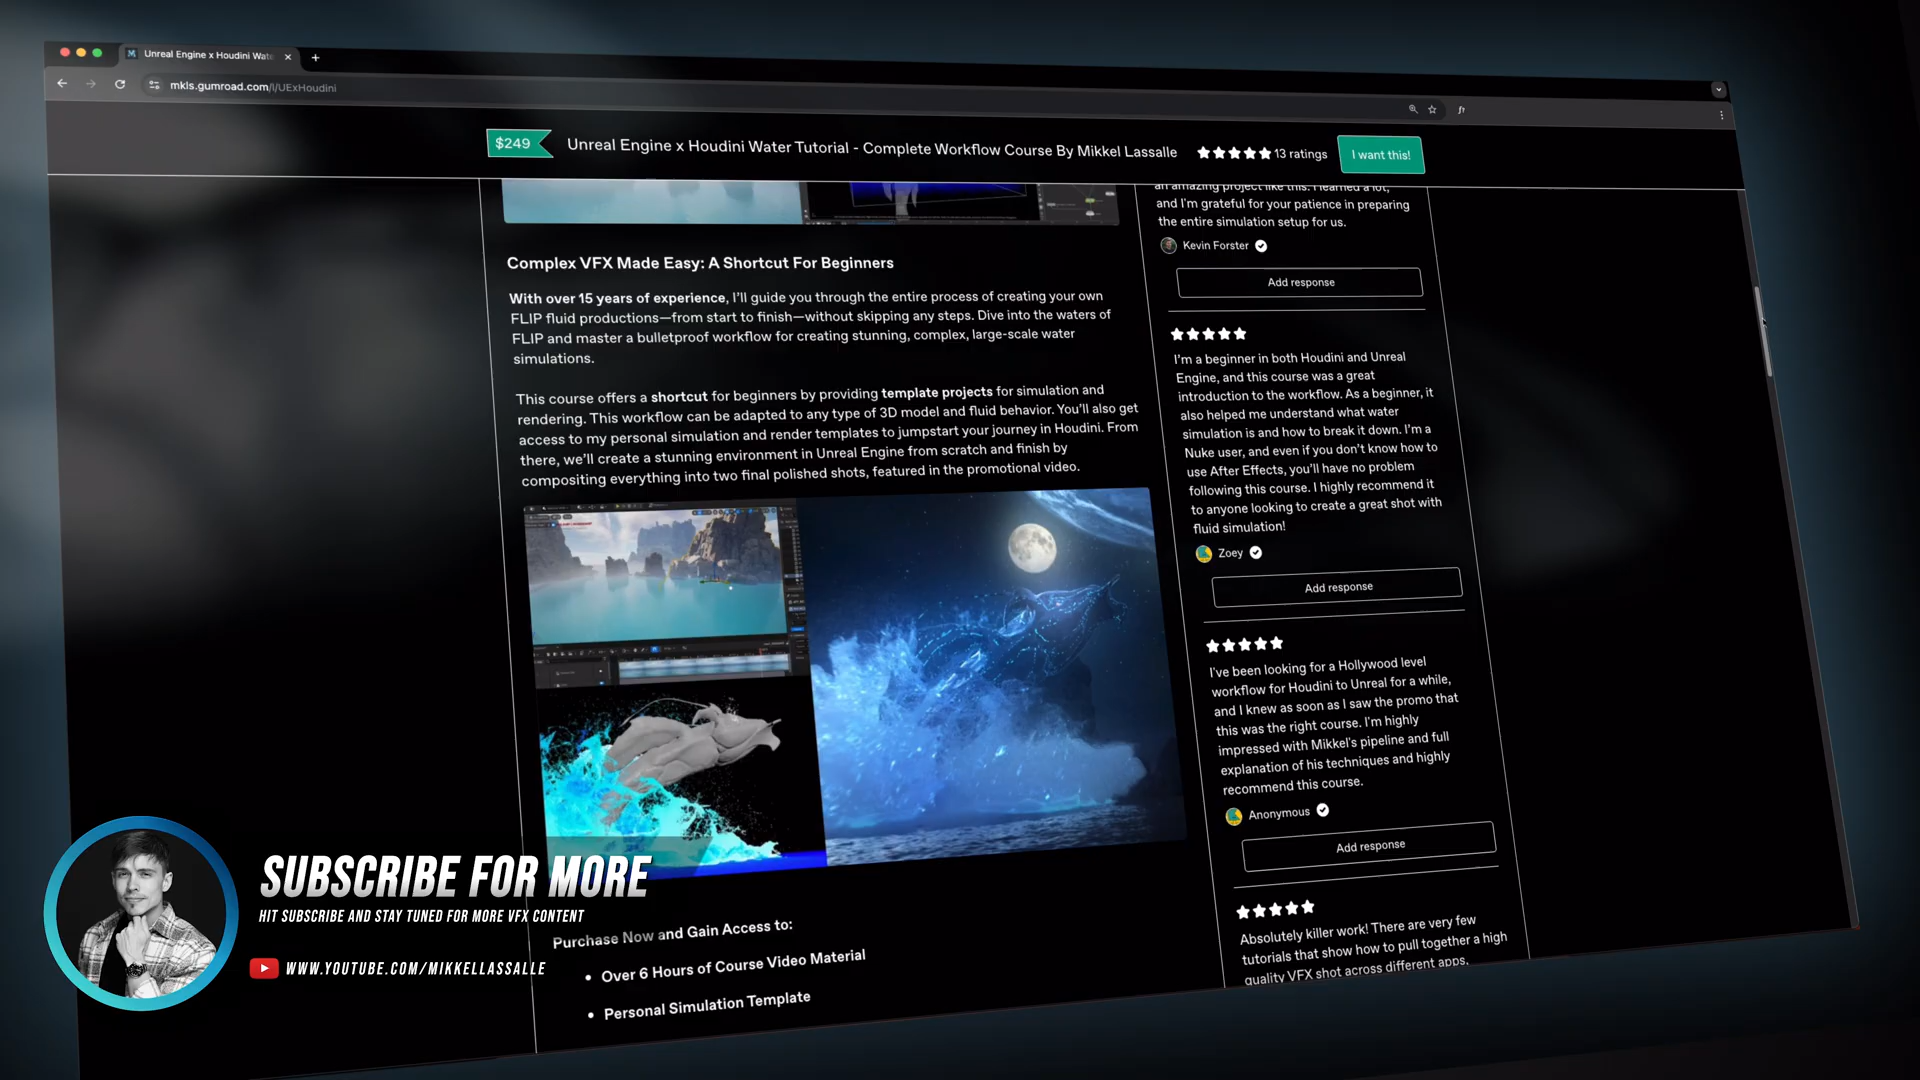 Unreal Engine x Houdini Wat
mkls.gumroad.com/l/UExHoudini
$249
Unreal Engine x Houdini Water Tutorial - Complete Workflow Course By Mikkel Lassalle
13 ratings
I want this!
Complex VFX Made Easy: A Shortcut For Beginners
With over 15 years of experience, I'll guide you through the entire process of creating your own
FLIP fluid productions—from start to finish—without skipping any steps. Dive into the waters of
FLIP and master a bulletproof workflow for creating stunning, complex, large-scale water
simulations.
This course offers a shortcut for beginners by providing template projects for simulation and
rendering. This workflow can be adapted to any type of 3D model and fluid behavior. You'll also get
access to my personal simulation and render templates to jumpstart your journey in Houdini. From
there, we'll create a stunning environment in Unreal Engine from scratch and finish by
compositing everything into two final polished shots, featured in the promotional video.
Purchase Now and Gain Access to:
• Over 6 Hours of Course Video Material
• Personal Simulation Template
an amazing project like this. I learned a lot,
and I'm grateful for your patience in preparing
the entire simulation setup for us.
Kevin Forster
Add response
I'm a beginner in both Houdini and Unreal
Engine, and this course was a great
introduction to the workflow. As a beginner, it
also helped me understand what water
simulation is and how to break it down. I'm a
Nuke user, and even if you don't know how to
use After Effects, you'll have no problem
following this course. I highly recommend it
to anyone looking to create a great shot with
fluid simulation!
Zoey
Add response
I've been looking for a Hollywood level
workflow for Houdini to Unreal for a while,
and I knew as soon as I saw the promo that
this was the right course. I'm highly
impressed with Mikkel's pipeline and full
explanation of his techniques and highly
recommend this course.
Anonymous
Add response
Absolutely killer work! There are very few
tutorials that show how to pull together a high
quality VFX shot across different apps.
SUBSCRIBE FOR MORE
HIT SUBSCRIBE AND STAY TUNED FOR MORE VFX CONTENT
WWW.YOUTUBE.COM/MIKKELLASSALLE